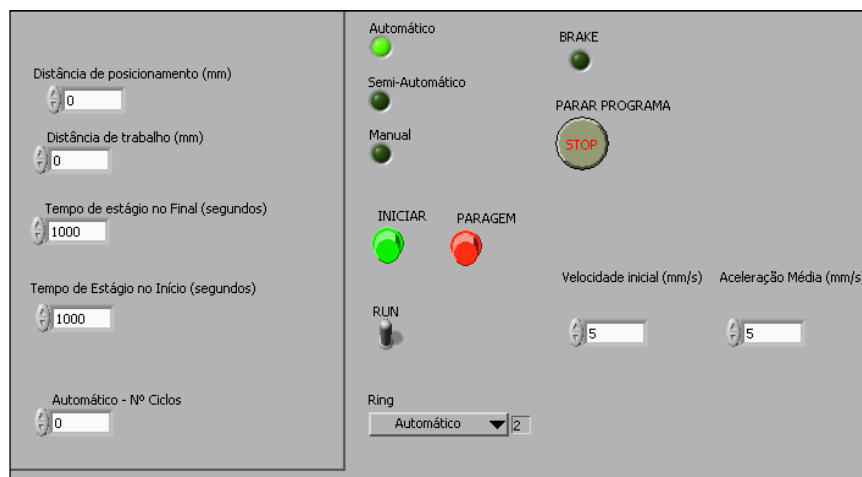 Distância de posicionamento (mm)
0
Distância de trabalho (mm)
0
Tempo de estágio no Final (segundos)
1000
Tempo de Estágio no Início (segundos)
1000
Automático - Nº Ciclos
0
Automático
Semi-Automático
Manual
BRAKE
PARAR PROGRAMA
STOP
INICIAR
PARAGEM
RUN
Velocidade inicial (mm/s)
5
Aceleração Média (mm/s)
5
Ring
Automático
2